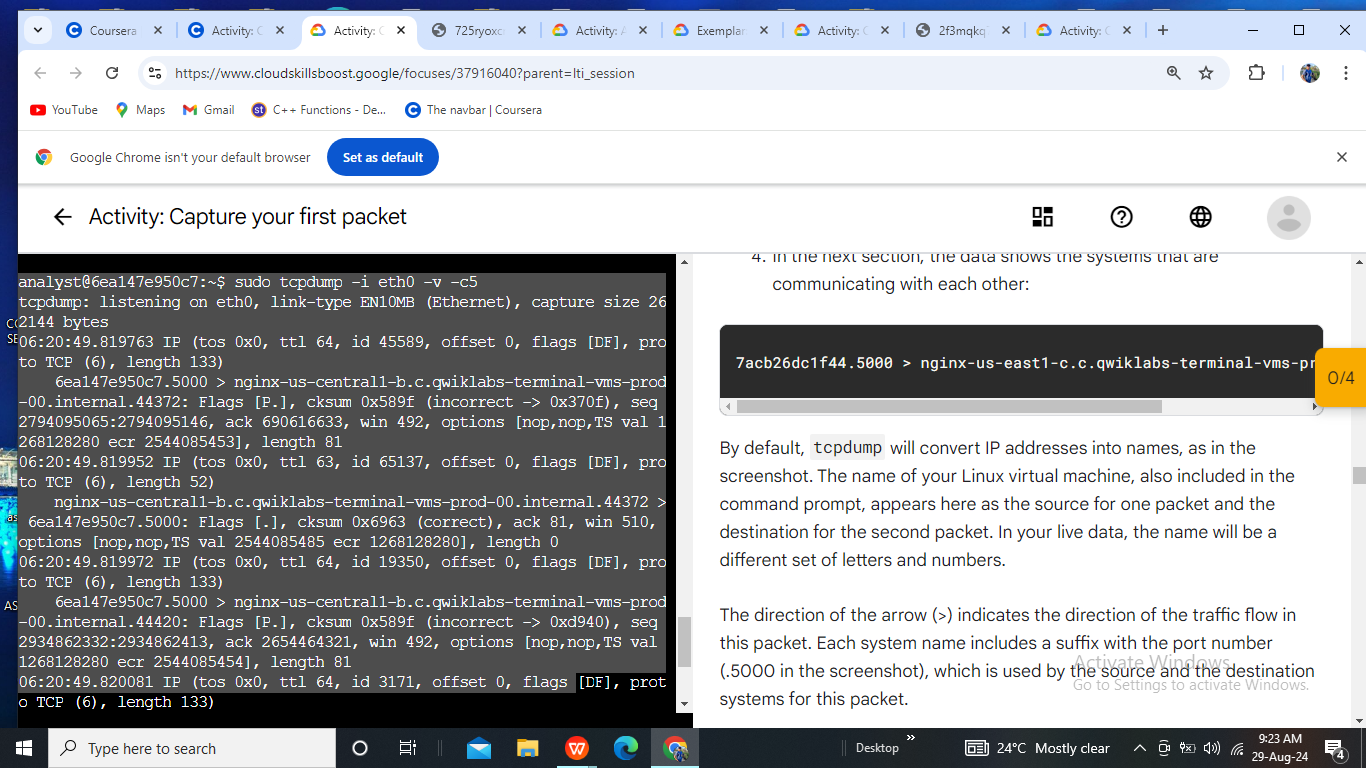 Coursera
Activity: C
Activity: C
725ryoxc
Activity: A
Exemplar
Activity: C
2f3mqkq
Activity: C
https://www.cloudskillsboost.google/focuses/37916040?parent=lti_session
YouTube
Maps
Gmail
C++ Functions - De...
The navbar | Coursera
Google Chrome isn't your default browser
Set as default
Activity: Capture your first packet
analyst@6ea147e950c7:~$ sudo tcpdump -i eth0 -v -c5
tcpdump: listening on eth0, link-type EN10MB (Ethernet), capture size 26
2144 bytes
06:20:49.819763 IP (tos 0x0, ttl 64, id 45589, offset 0, flags [DF], pro
to TCP (6), length 133)
6ea147e950c7.5000 > nginx-us-central1-b.c.qwiklabs-terminal-vms-prod
-00.internal.44372: Flags [P.], cksum 0x589f (incorrect -> 0x370f), seq
2794095065:2794095146, ack 690616633, win 492, options [nop,nop,TS val 1
268128280 ecr 2544085453], length 81
06:20:49.819952 IP (tos 0x0, ttl 63, id 65137, offset 0, flags [DF], pro
to TCP (6), length 52)
nginx-us-central1-b.c.qwiklabs-terminal-vms-prod-00.internal.44372 >
6ea147e950c7.5000: Flags [.], cksum 0x6963 (correct), ack 81, win 510,
options [nop,nop,TS val 2544085485 ecr 1268128280], length 0
06:20:49.819972 IP (tos 0x0, ttl 64, id 19350, offset 0, flags [DF], pro
to TCP (6), length 133)
6ea147e950c7.5000 > nginx-us-central1-b.c.qwiklabs-terminal-vms-prod
-00.internal.44420: Flags [P.], cksum 0x589f (incorrect -> 0xd940), seq
2934862332:2934862413, ack 2654464321, win 492, options [nop,nop,TS val
1268128280 ecr 2544085454], length 81
06:20:49.820081 IP (tos 0x0, ttl 64, id 3171, offset 0, flags [DF], prot
o TCP (6), length 133)
4. In the next section, the data shows the systems that are
communicating with each other:
7acb26dc1f44.5000 > nginx-us-east1-c.c.qwiklabs-terminal-vms-pr
0/4
By default, tcpdump will convert IP addresses into names, as in the
screenshot. The name of your Linux virtual machine, also included in the
command prompt, appears here as the source for one packet and the
destination for the second packet. In your live data, the name will be a
different set of letters and numbers.
The direction of the arrow (>) indicates the direction of the traffic flow in
this packet. Each system name includes a suffix with the port number
(.5000 in the screenshot), which is used by the source and the destination
systems for this packet.
Activate Windows
Go to Settings to activate Windows.
Type here to search
Desktop
24°C Mostly clear
9:23 AM
29-Aug-24
4